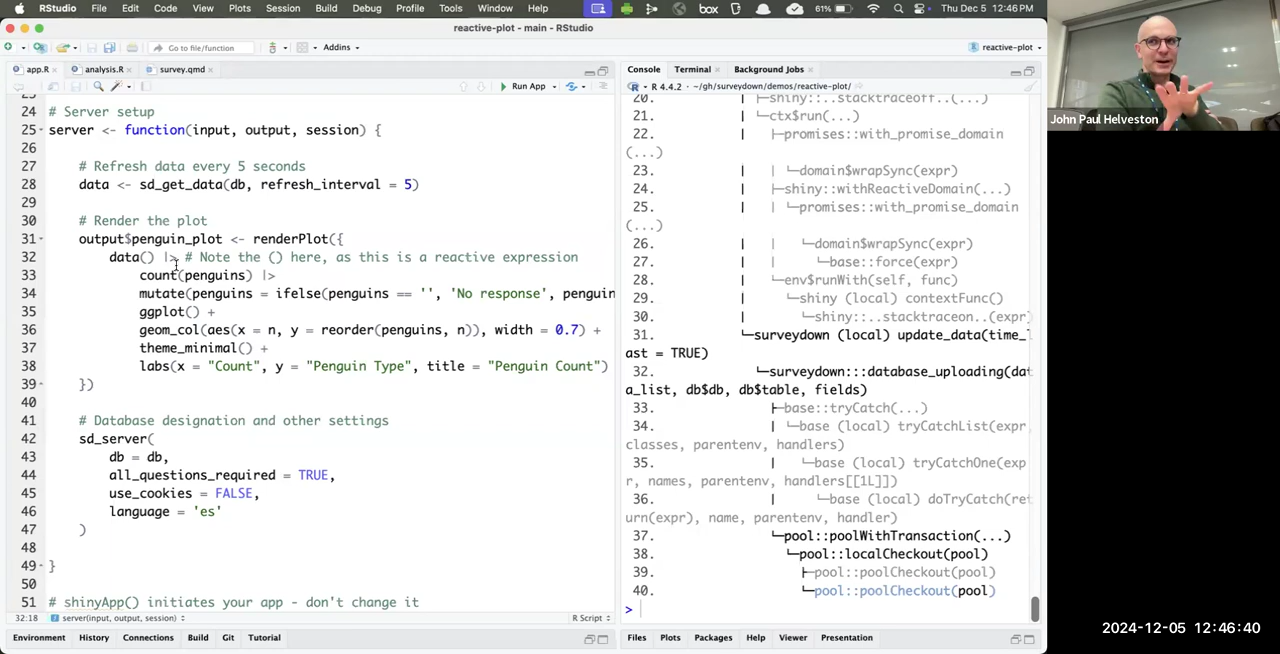 File Edit Code View Plots Session Build Debug Profile Tools Window Help box 61% Thu Dec 5 12:46 PM
reactive-plot - main - RStudio
Go to file/function Addins reactive-plot
app.R analysis.R survey.qmd
Run App
24 # Server setup
25 server <- function(input, output, session) {
26
27 # Refresh data every 5 seconds
28 data <- sd_get_data(db, refresh_interval = 5)
29
30 # Render the plot
31 output$penguin_plot <- renderPlot({
32 data() |> # Note the () here, as this is a reactive expression
33 count(penguins) |>
34 mutate(penguins = ifelse(penguins == '', 'No response', penguin
35 ggplot() +
36 geom_col(aes(x = n, y = reorder(penguins, n)), width = 0.7) +
37 theme_minimal() +
38 labs(x = "Count", y = "Penguin Type", title = "Penguin Count")
39 })
40
41 # Database designation and other settings
42 sd_server(
43 db = db,
44 all_questions_required = TRUE,
45 use_cookies = FALSE,
46 language = 'es'
47 )
48
49 }
50
51 # shinyApp() initiates your app - don't change it
32:18 server(input, output, session) R Script
Environment History Connections Build Git Tutorial
Console Terminal Background Jobs
R 4.4.2 · ~/gh/surveydown/demos/reactive-plot/
20. | ├─shiny::..stacktraceoff..(...)
21. | └─ctx$run(...)
22. | ├─promises::with_promise_domain
(...)
23. | | └─domain$wrapSync(expr)
24. | ├─shiny::withReactiveDomain(...)
25. | | └─promises::with_promise_domain
(...)
26. | | └─domain$wrapSync(expr)
27. | | └─base::force(expr)
28. | └─env$runWith(self, func)
29. | └─shiny (local) contextFunc()
30. | └─shiny::..stacktraceon..(expr)
31. └─surveydown (local) update_data(time_l
ast = TRUE)
32. └─surveydown:::database_uploading(dat
a_list, db$db, db$table, fields)
33. ├─base::tryCatch(...)
34. | └─base (local) tryCatchList(expr,
classes, parentenv, handlers)
35. | └─base (local) tryCatchOne(exp
r, names, parentenv, handlers[[1L]])
36. | └─base (local) doTryCatch(ret
urn(expr), name, parentenv, handler)
37. └─pool::poolWithTransaction(...)
38. └─pool::localCheckout(pool)
39. ├─pool::poolCheckout(pool)
40. └─pool::poolCheckout(pool)
>
Files Plots Packages Help Viewer Presentation
John Paul Helveston
2024-12-05 12:46:40